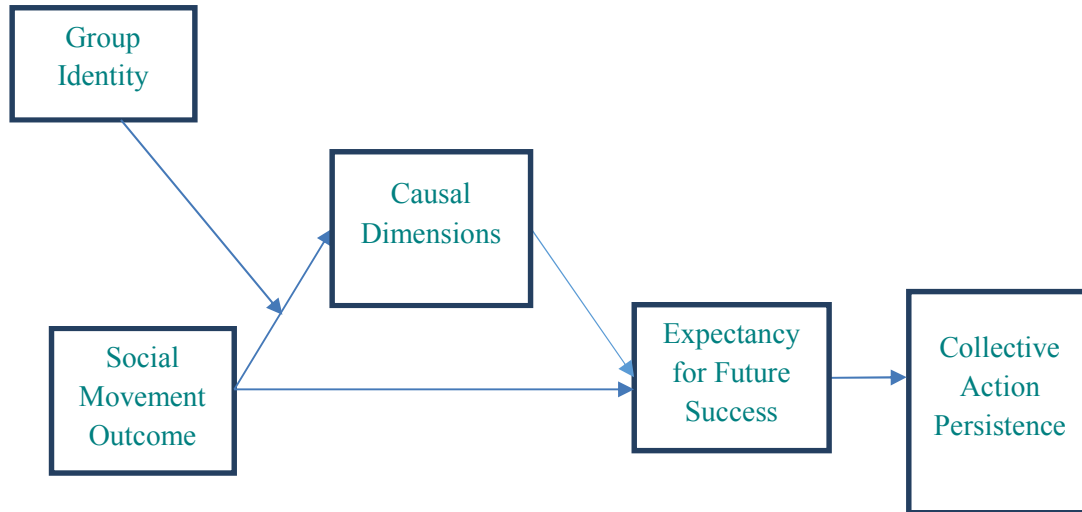 Group
Identity
Causal
Dimensions
Social
Movement
Outcome
Expectancy
for Future
Success
Collective
Action
Persistence